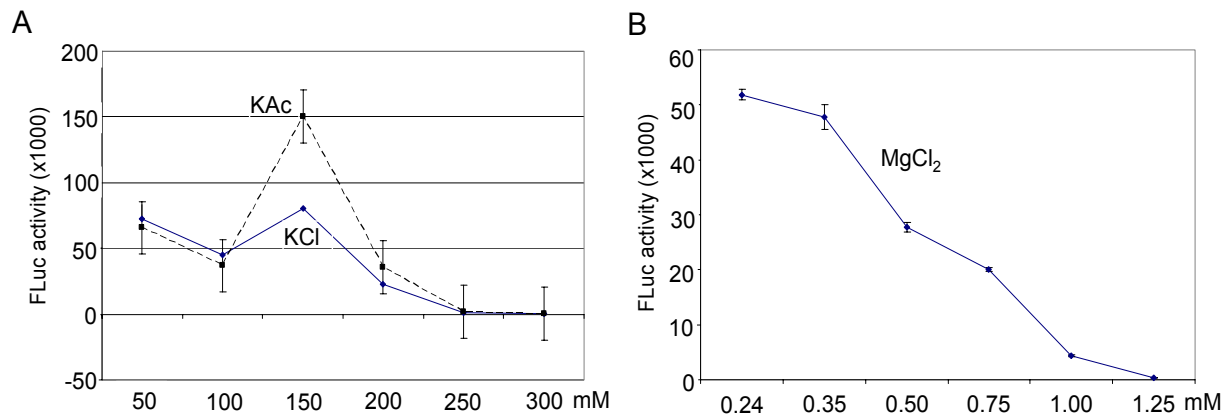 A
FLuc activity (x1000)
200
150
100
50
0
-50
KAc
KCl
50 100 150 200 250 300 mM
B
FLuc activity (x1000)
60
50
40
30
20
10
0
MgCl₂
0.24 0.35 0.50 0.75 1.00 1.25 mM